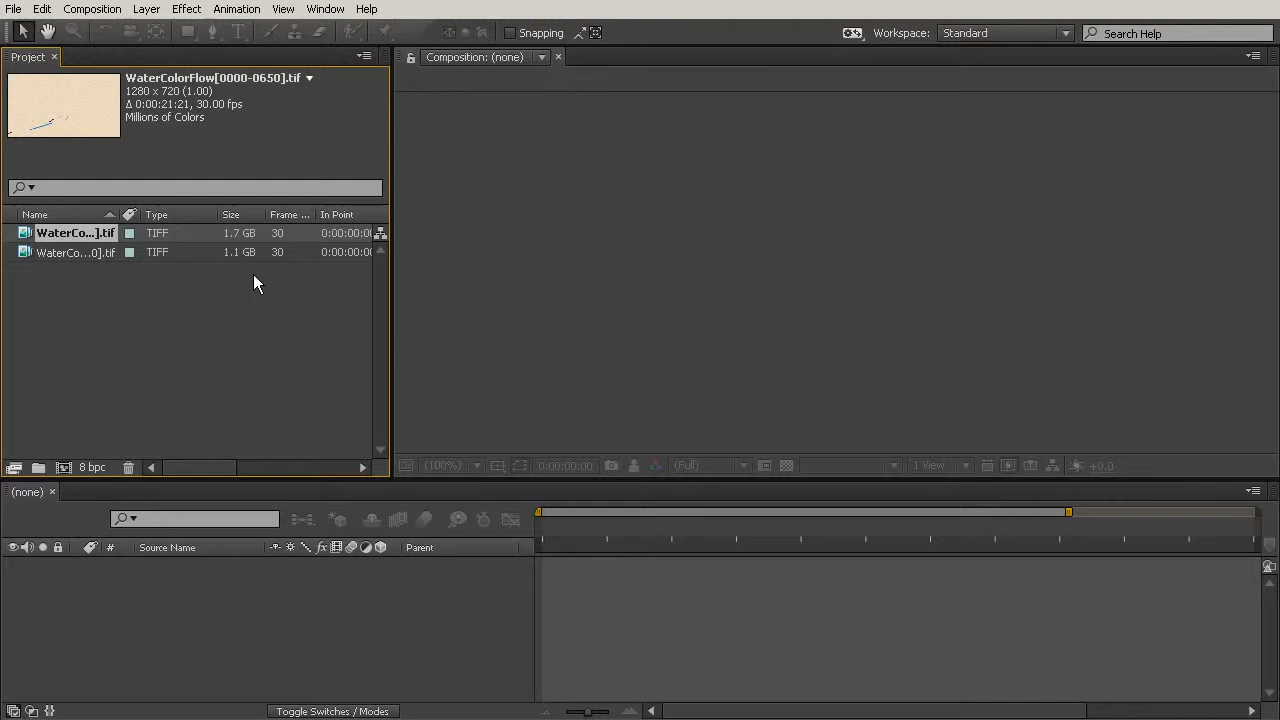 File Edit Composition Layer Effect Animation View Window Help
T Snapping Workspace: Standard Search Help
Project × Composition: (none) ×
WaterColorFlow[0000-0650].tif
1280 x 720 (1.00)
Δ 0:00:21:21, 30.00 fps
Millions of Colors
Name Type Size Frame ... In Point
WaterCo...].tif TIFF 1.7 GB 30 0:00:00:0
WaterCo...0].tif TIFF 1.1 GB 30 0:00:00:0
8 bpc (100%) 0:00:00:00 (Full) 1 View +0.0
(none) ×
# Source Name fx Parent
Toggle Switches / Modes